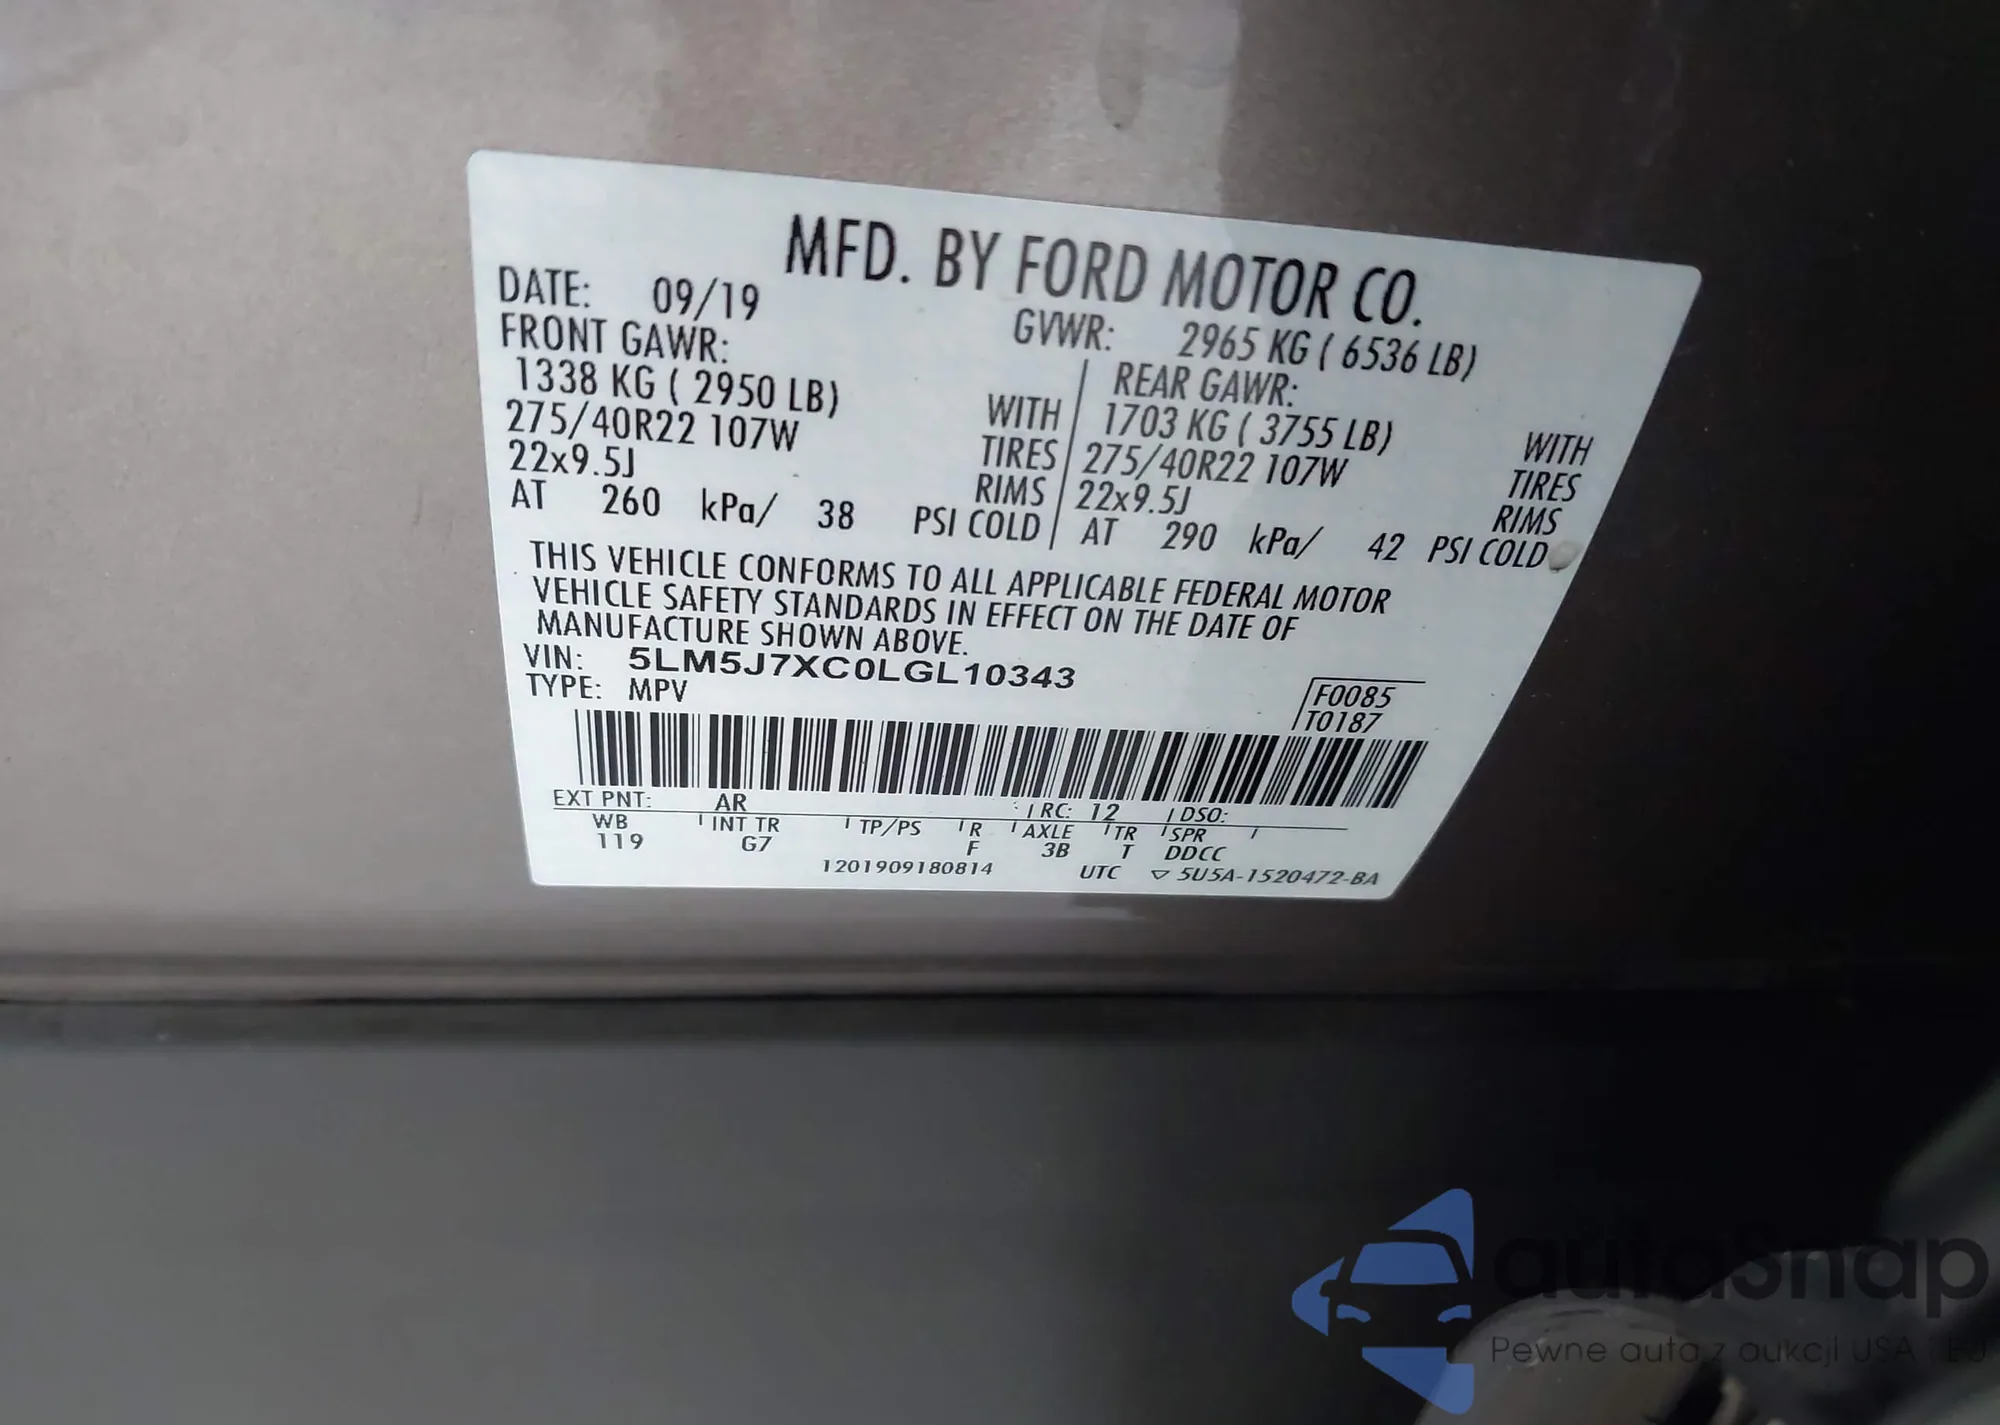 MFD. BY FORD MOTOR CO.
DATE: 09/19 GVWR: 2965 KG ( 6536 LB)
FRONT GAWR: REAR GAWR:
1338 KG ( 2950 LB) WITH 1703 KG ( 3755 LB) WITH
275/40R22 107W TIRES 275/40R22 107W TIRES
22x9.5J RIMS 22x9.5J RIMS
AT 260 kPa/ 38 PSI COLD AT 290 kPa/ 42 PSI COLD
THIS VEHICLE CONFORMS TO ALL APPLICABLE FEDERAL MOTOR
VEHICLE SAFETY STANDARDS IN EFFECT ON THE DATE OF
MANUFACTURE SHOWN ABOVE.
VIN: 5LM5J7XC0LGL10343
TYPE: MPV
F0085
T0187
EXT PNT: AR RC: 12 DSO:
WB INT TR TP/PS R AXLE TR SPR
119 G7 F 3B T DDCC
1201909180814 UTC ▽ 5U5A-1520472-BA
autaSnap
Pewne auta z aukcji USA i EU